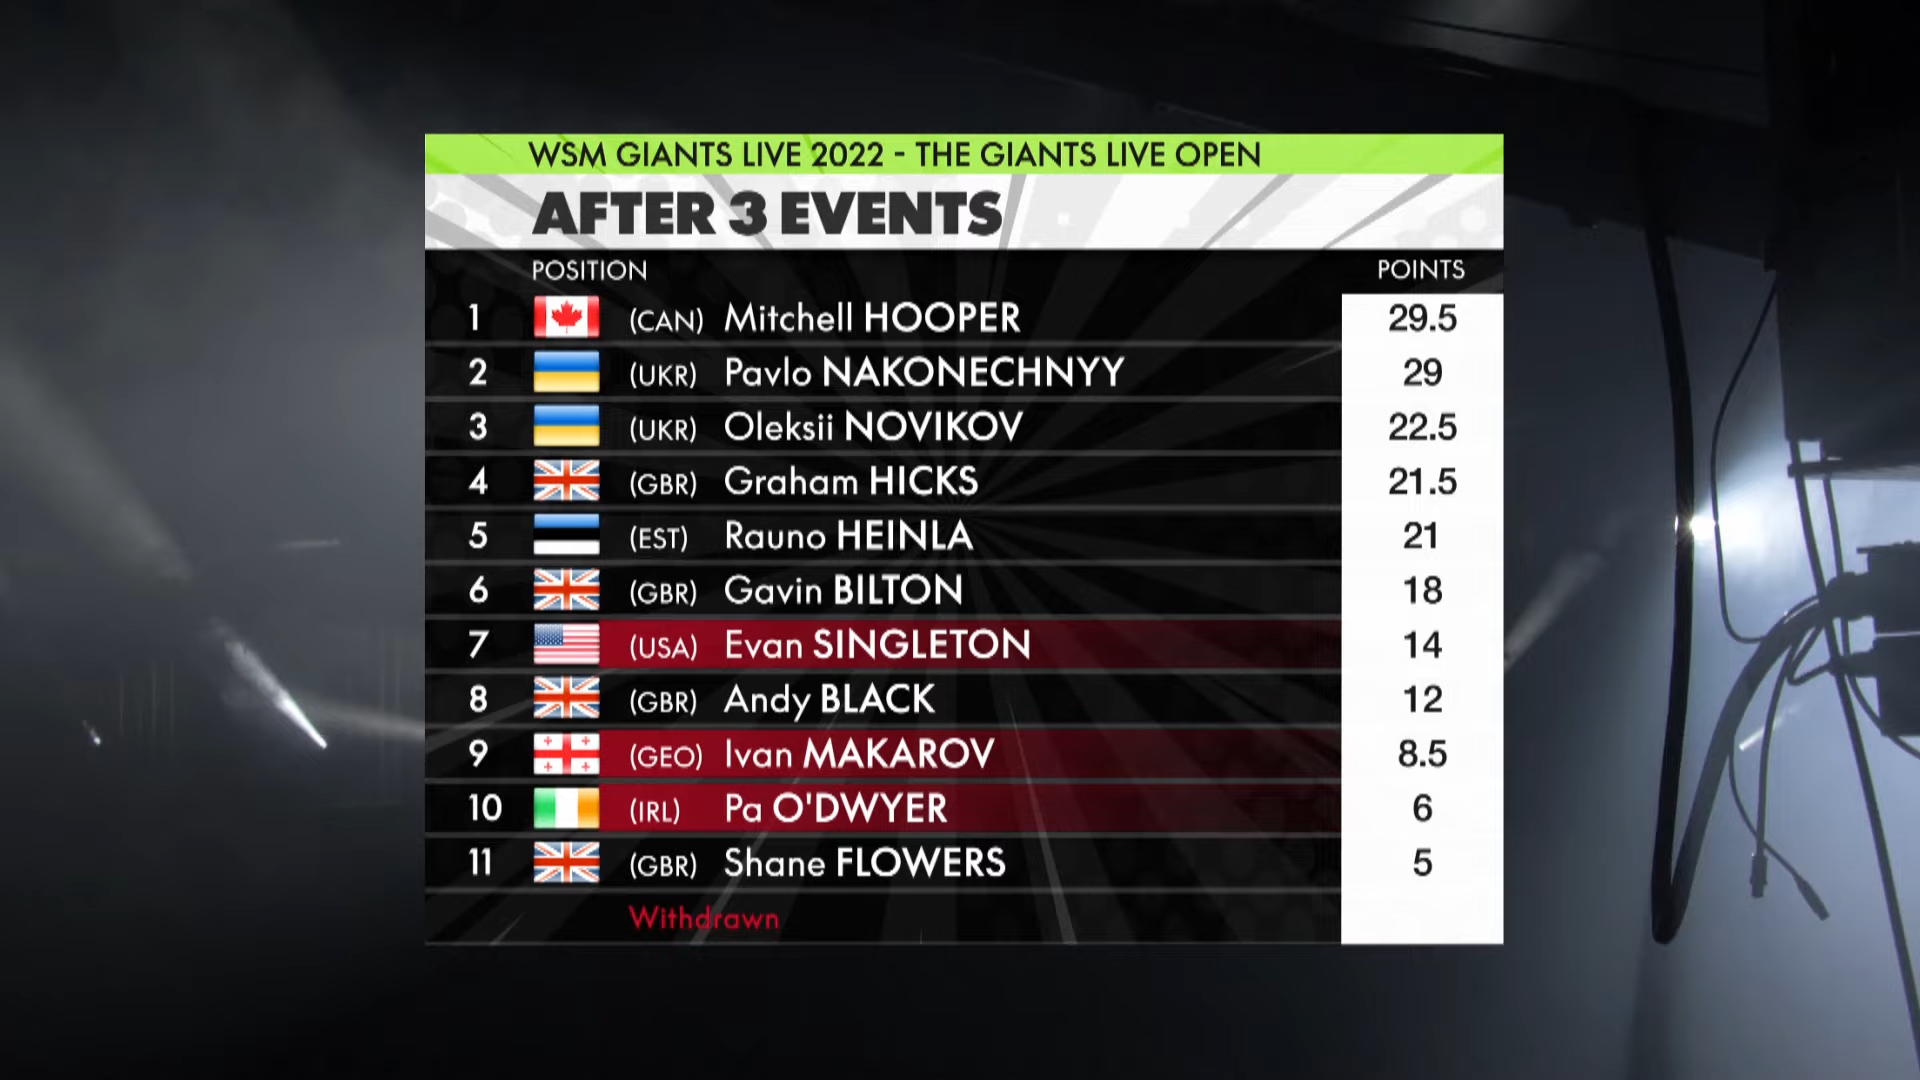 WSM GIANTS LIVE 2022 - THE GIANTS LIVE OPEN
AFTER 3 EVENTS
POSITION POINTS
1 (CAN) Mitchell HOOPER 29.5
2 (UKR) Pavlo NAKONECHNYY 29
3 (UKR) Oleksii NOVIKOV 22.5
4 (GBR) Graham HICKS 21.5
5 (EST) Rauno HEINLA 21
6 (GBR) Gavin BILTON 18
7 (USA) Evan SINGLETON 14
8 (GBR) Andy BLACK 12
9 (GEO) Ivan MAKAROV 8.5
10 (IRL) Pa O'DWYER 6
11 (GBR) Shane FLOWERS 5
Withdrawn